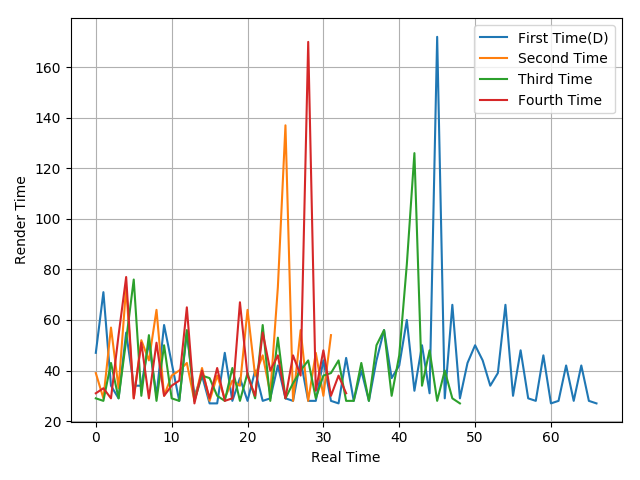 First Time(D)
Second Time
Third Time
Fourth Time
Render Time
160
140
120
100
80
60
40
20
0 10 20 30 40 50 60
Real Time